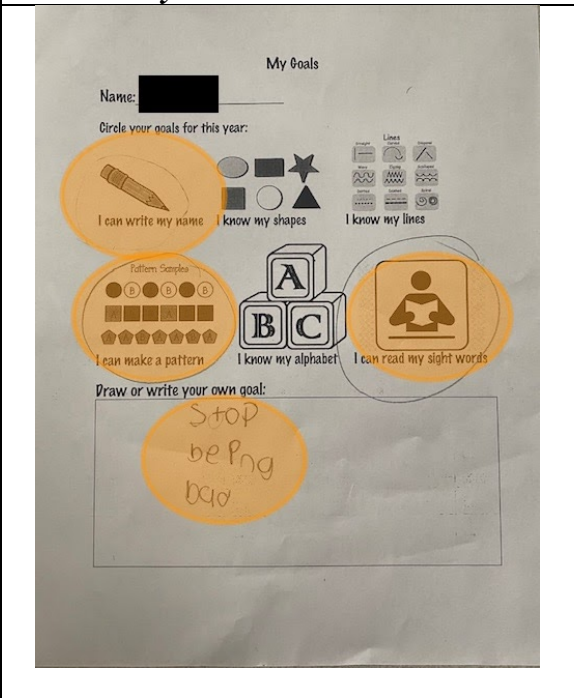 My Goals
Name:
Circle your goals for this year:
Lines
I can write my name I know my shapes I know my lines
Pattern Samples
B B B
A
B C
I can make a pattern I know my alphabet I can read my sight words
Draw or write your own goal:
Stop
bePng
bad